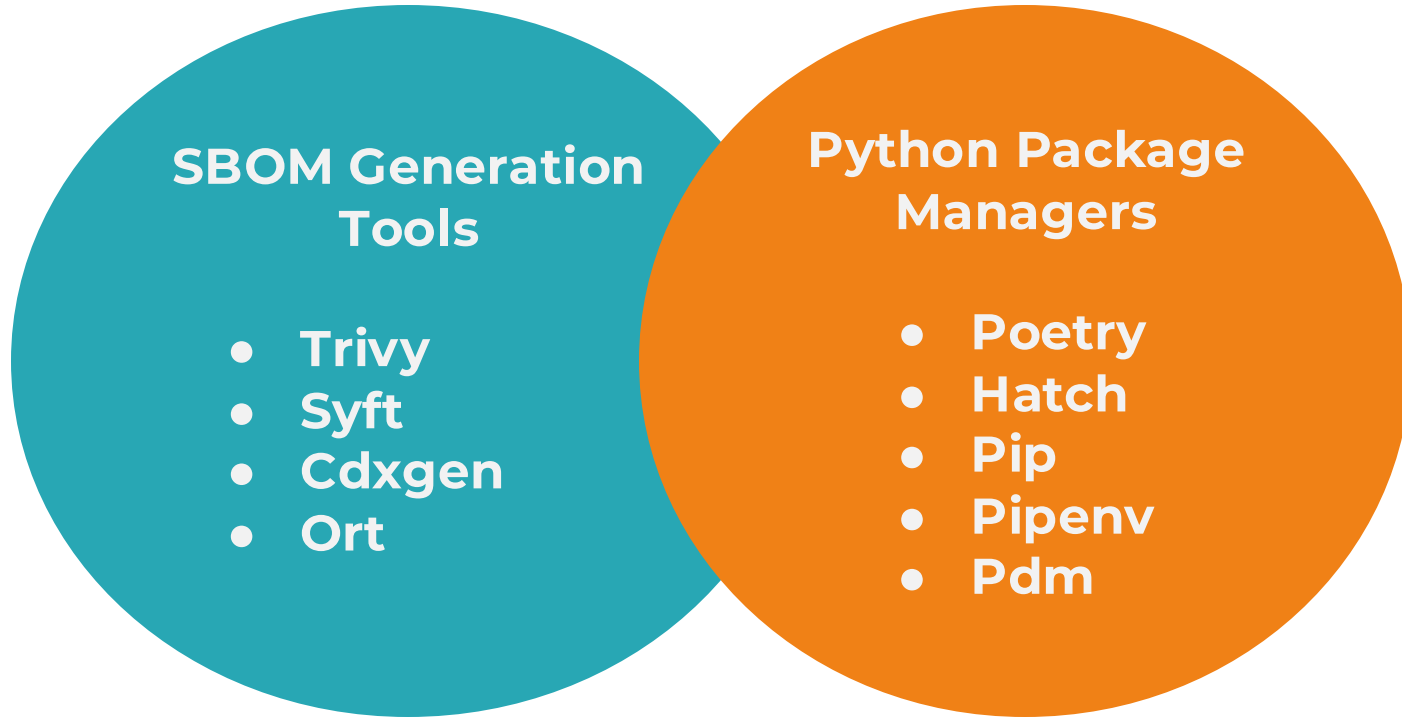 SBOM Generation
Tools
● Trivy
● Syft
● Cdxgen
● Ort
Python Package
Managers
● Poetry
● Hatch
● Pip
● Pipenv
● Pdm